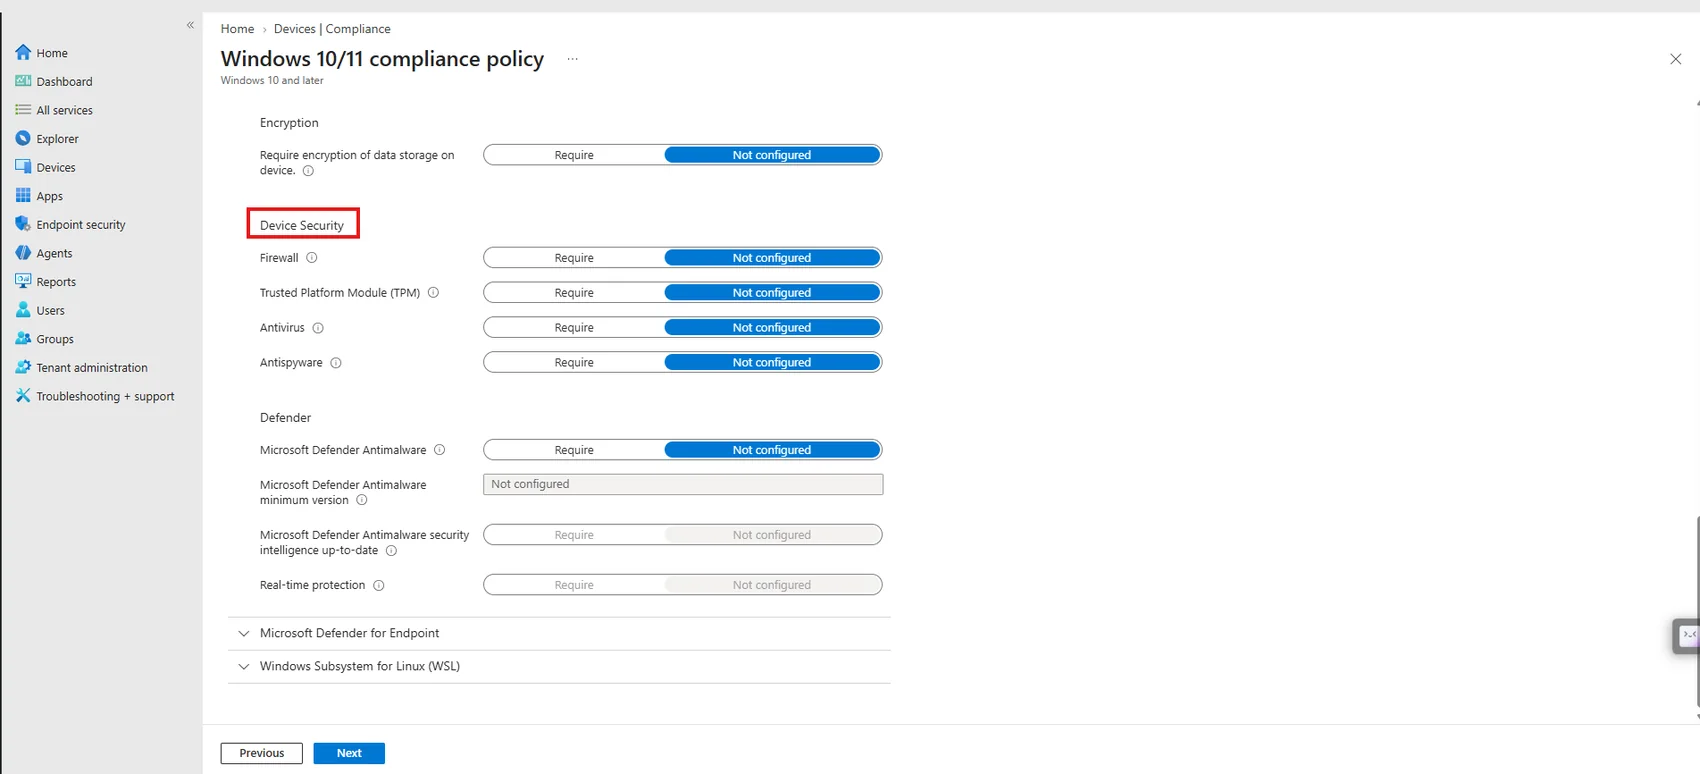 Home › Devices | Compliance
Windows 10/11 compliance policy ...
Windows 10 and later
Home
Dashboard
All services
Explorer
Devices
Apps
Endpoint security
Agents
Reports
Users
Groups
Tenant administration
Troubleshooting + support
Encryption
Require encryption of data storage on
device.
Require Not configured
Device Security
Firewall Require Not configured
Trusted Platform Module (TPM) Require Not configured
Antivirus Require Not configured
Antispyware Require Not configured
Defender
Microsoft Defender Antimalware Require Not configured
Microsoft Defender Antimalware
minimum version
Not configured
Microsoft Defender Antimalware security
intelligence up-to-date
Require Not configured
Real-time protection Require Not configured
Microsoft Defender for Endpoint
Windows Subsystem for Linux (WSL)
Previous Next